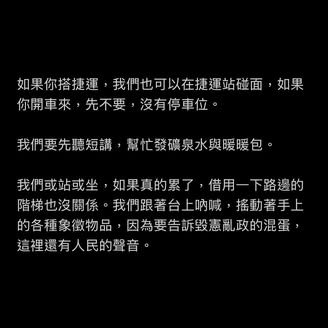 如果你搭捷運，我們也可以在捷運站碰面，如果
你開車來，先不要，沒有停車位。
我們要先聽短講，幫忙發礦泉水與暖暖包。
我們或站或坐，如果真的累了，借用一下路邊的
階梯也沒關係。我們跟著台上吶喊，搖動著手上
的各種象徵物品，因為要告訴毀憲亂政的混蛋，
這裡還有人民的聲音。